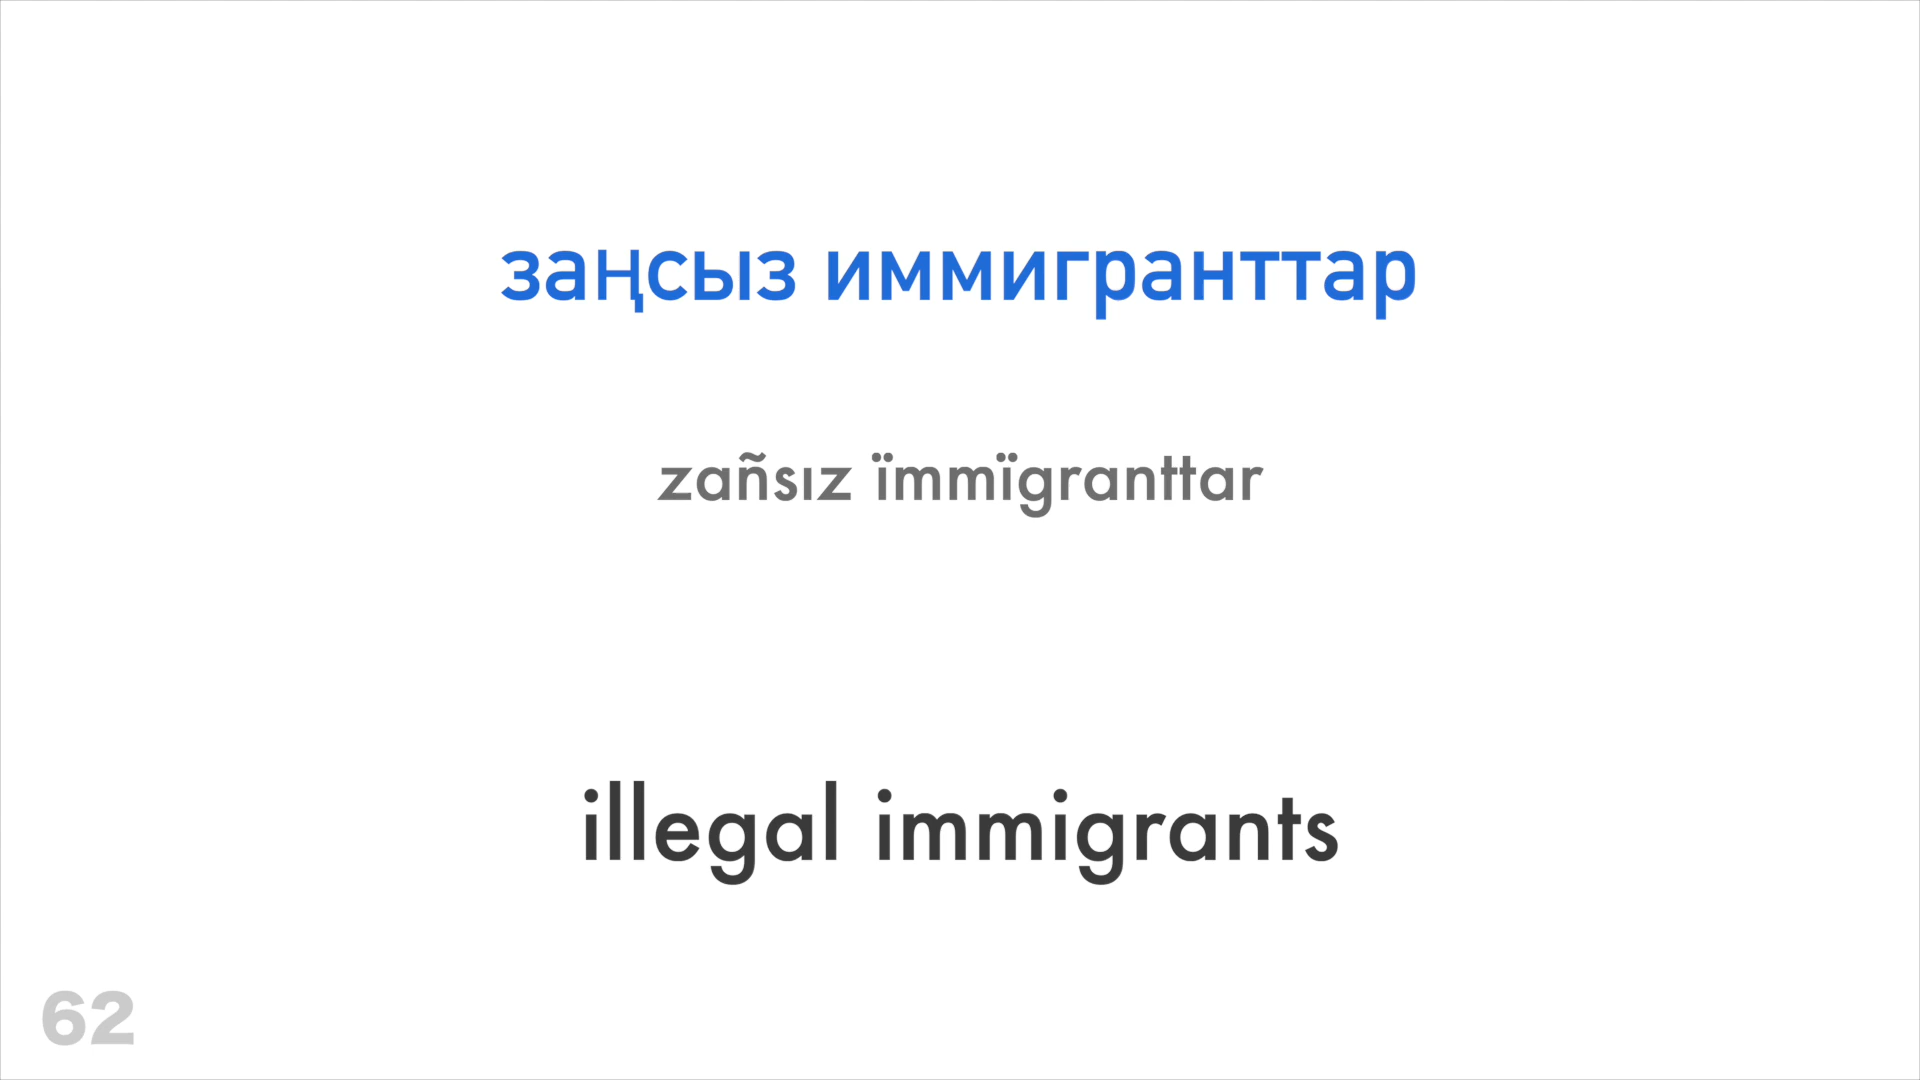 заңсыз иммигранттар
zañsız ïmmïgranttar
illegal immigrants
62